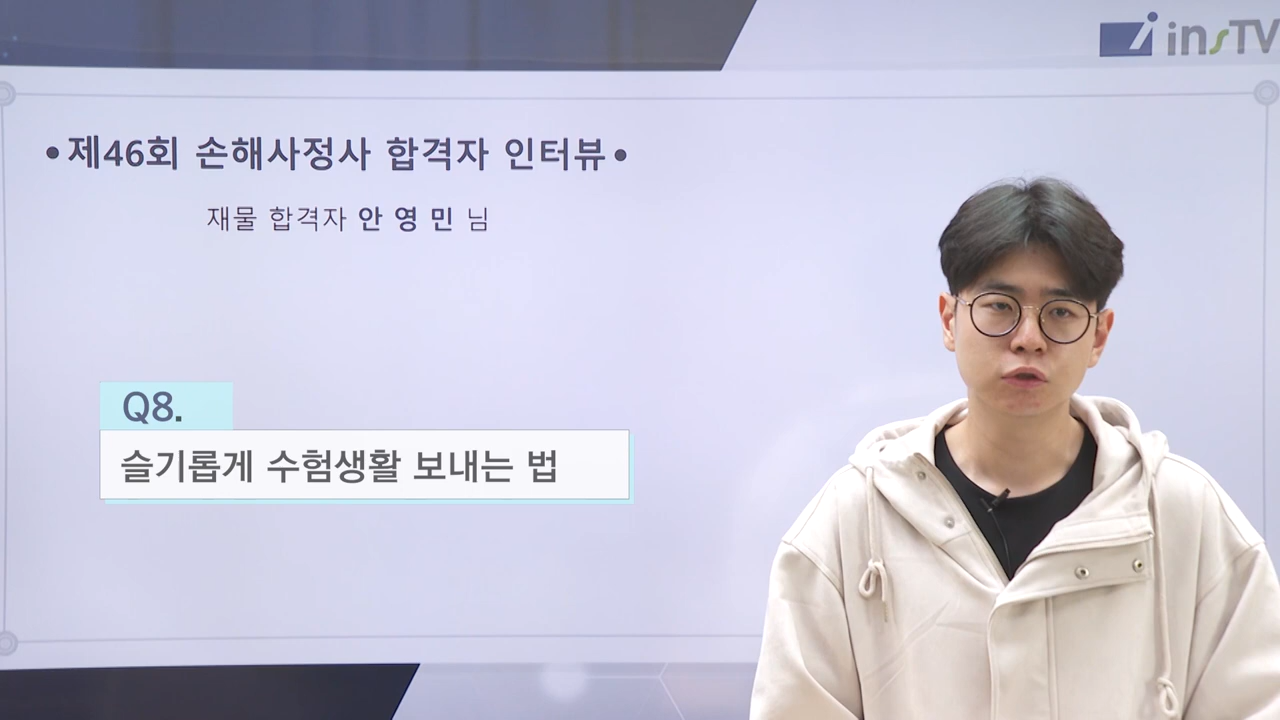 insTV
•제46회 손해사정사 합격자 인터뷰•
재물 합격자 안영민 님
Q8.
슬기롭게 수험생활 보내는 법